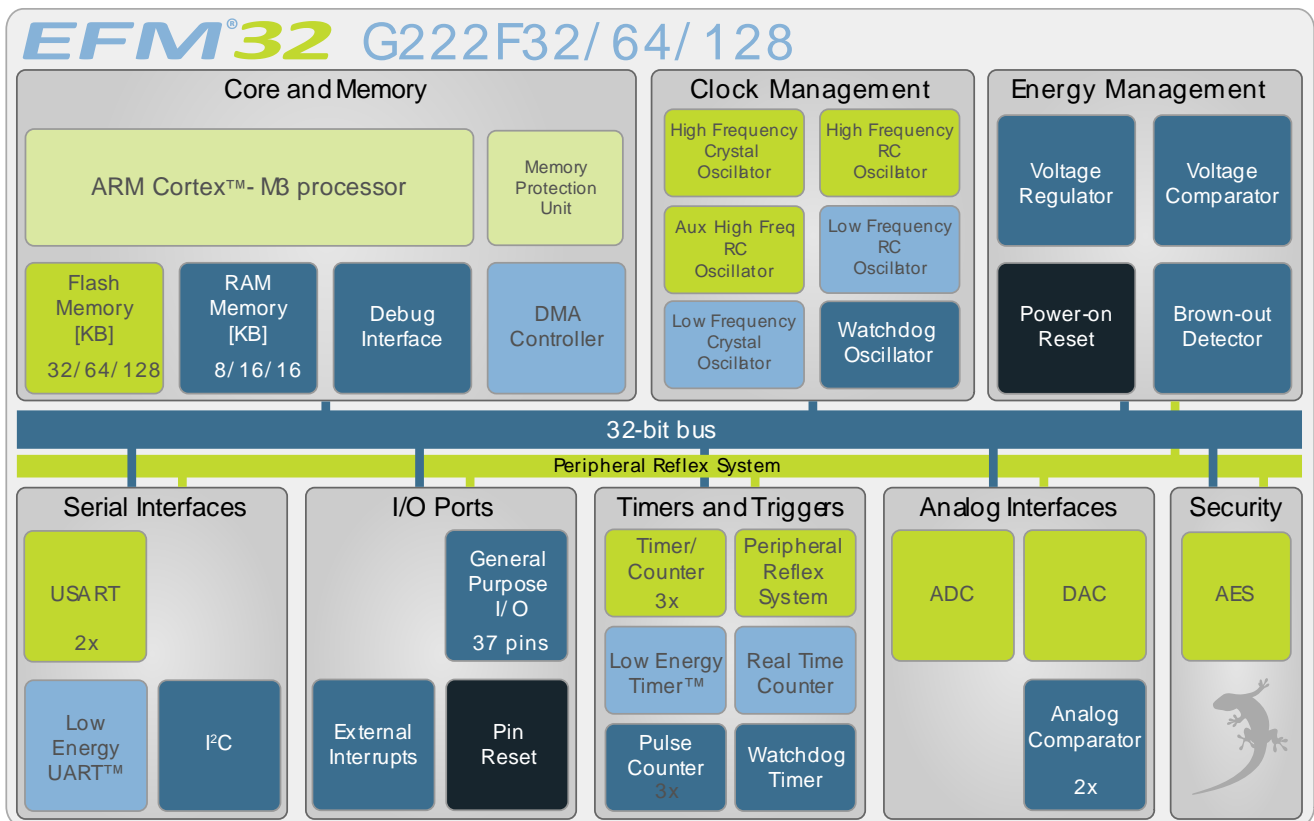 EFM®32 G222F32/64/128
Core and Memory
ARM Cortex™-M3 processor
Memory
Protection
Unit
Flash
Memory
[KB]
32/64/128
RAM
Memory
[KB]
8/16/16
Debug
Interface
DMA
Controller
Clock Management
High Frequency
Crystal
Oscillator
High Frequency
RC
Oscillator
Aux High Freq
RC
Oscillator
Low Frequency
RC
Oscillator
Low Frequency
Crystal
Oscillator
Watchdog
Oscillator
Energy Management
Voltage
Regulator
Voltage
Comparator
Power-on
Reset
Brown-out
Detector
32-bit bus
Peripheral Reflex System
Serial Interfaces
USART
2x
Low
Energy
UART™
I²C
I/O Ports
General
Purpose
I/O
37 pins
External
Interrupts
Pin
Reset
Timers and Triggers
Timer/
Counter
3x
Peripheral
Reflex
System
Low Energy
Timer™
Real Time
Counter
Pulse
Counter
3x
Watchdog
Timer
Analog Interfaces
ADC
DAC
Analog
Comparator
2x
Security
AES